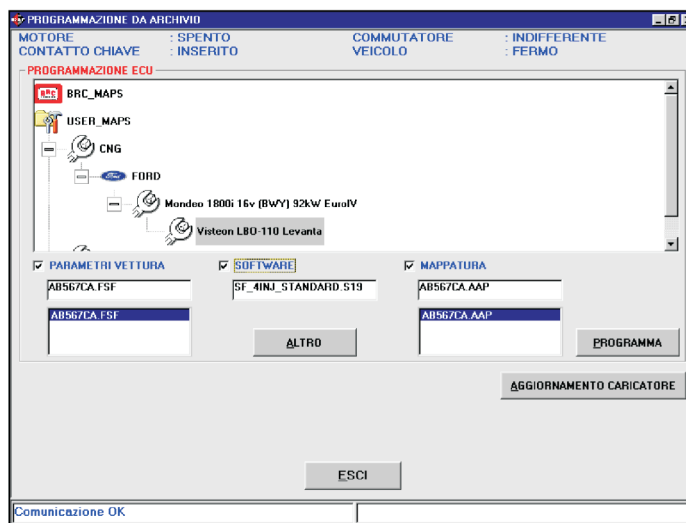 PROGRAMMAZIONE DA ARCHIVIO
MOTORE : SPENTO COMMUTATORE : INDIFFERENTE
CONTATTO CHIAVE : INSERITO VEICOLO : FERMO
PROGRAMMAZIONE ECU
BRC BRC_MAPS
USER_MAPS
CNG
Ford FORD
Mondeo 1800i 16v (BWY) 92kW EuroIV
Visteon LBO-110 Levanta
PARAMETRI VETTURA SOFTWARE MAPPATURA
AB567CA.FSF SF_4INJ_STANDARD.S19 AB567CA.AAP
AB567CA.FSF AB567CA.AAP
ALTRO PROGRAMMA
AGGIORNAMENTO CARICATORE
ESCI
Comunicazione OK